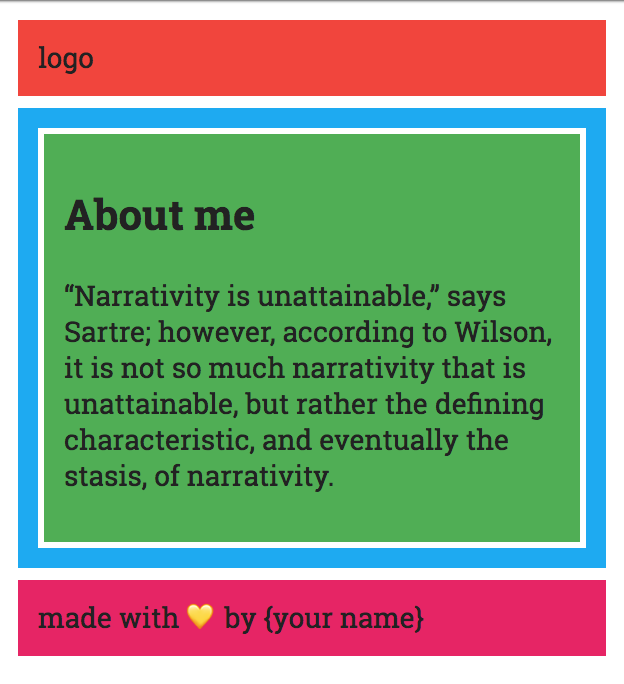 logo
About me
“Narrativity is unattainable,” says
Sartre; however, according to Wilson,
it is not so much narrativity that is
unattainable, but rather the defining
characteristic, and eventually the
stasis, of narrativity.
made with 💛 by {your name}